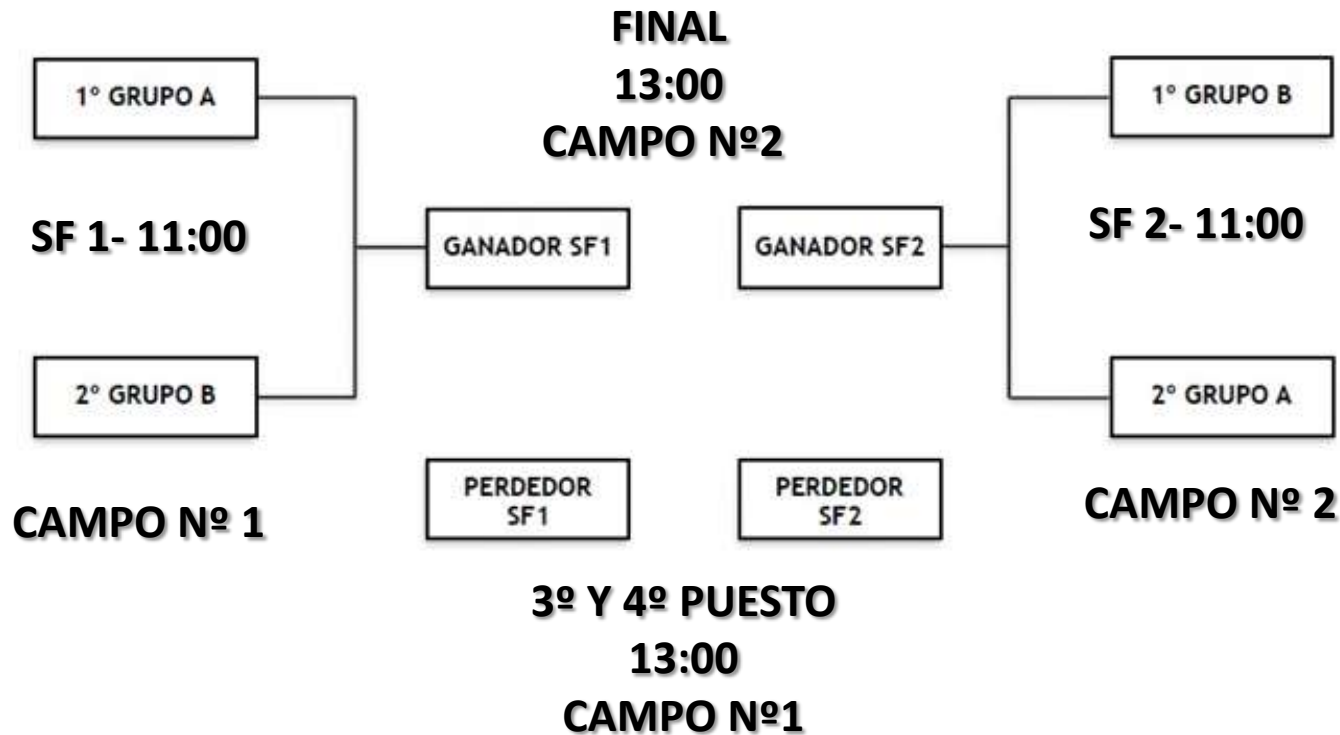 FINAL
13:00
CAMPO Nº2
1° GRUPO A
1° GRUPO B
SF 1- 11:00
SF 2- 11:00
GANADOR SF1
GANADOR SF2
2° GRUPO B
2° GRUPO A
CAMPO Nº 1
CAMPO Nº 2
PERDEDOR
SF1
PERDEDOR
SF2
3º Y 4º PUESTO
13:00
CAMPO Nº1